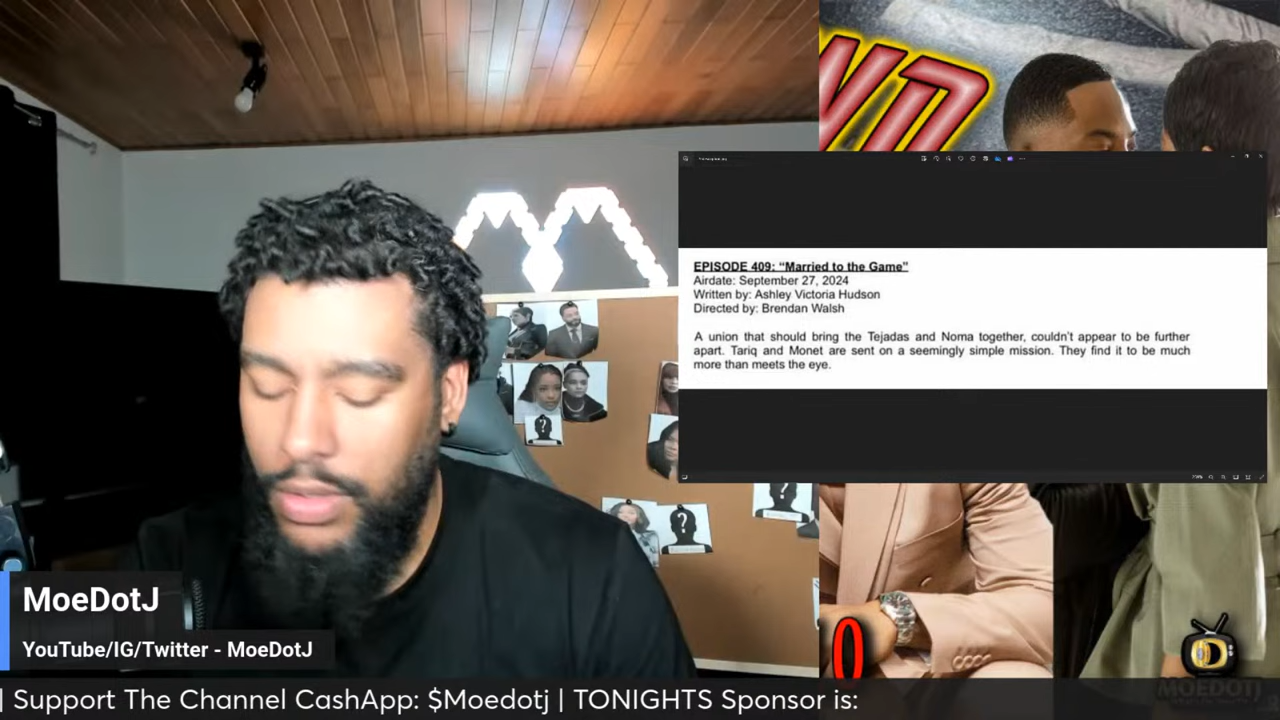 EPISODE 409: “Married to the Game”
Airdate: September 27, 2024
Written by: Ashley Victoria Hudson
Directed by: Brendan Walsh
A union that should bring the Tejadas and Noma together, couldn’t appear to be further
apart. Tariq and Monet are sent on a seemingly simple mission. They find it to be much
more than meets the eye.
0
MoeDotJ
YouTube/IG/Twitter - MoeDotJ
MOEDOTJ
| Support The Channel CashApp: $Moedotj | TONIGHTS Sponsor is: